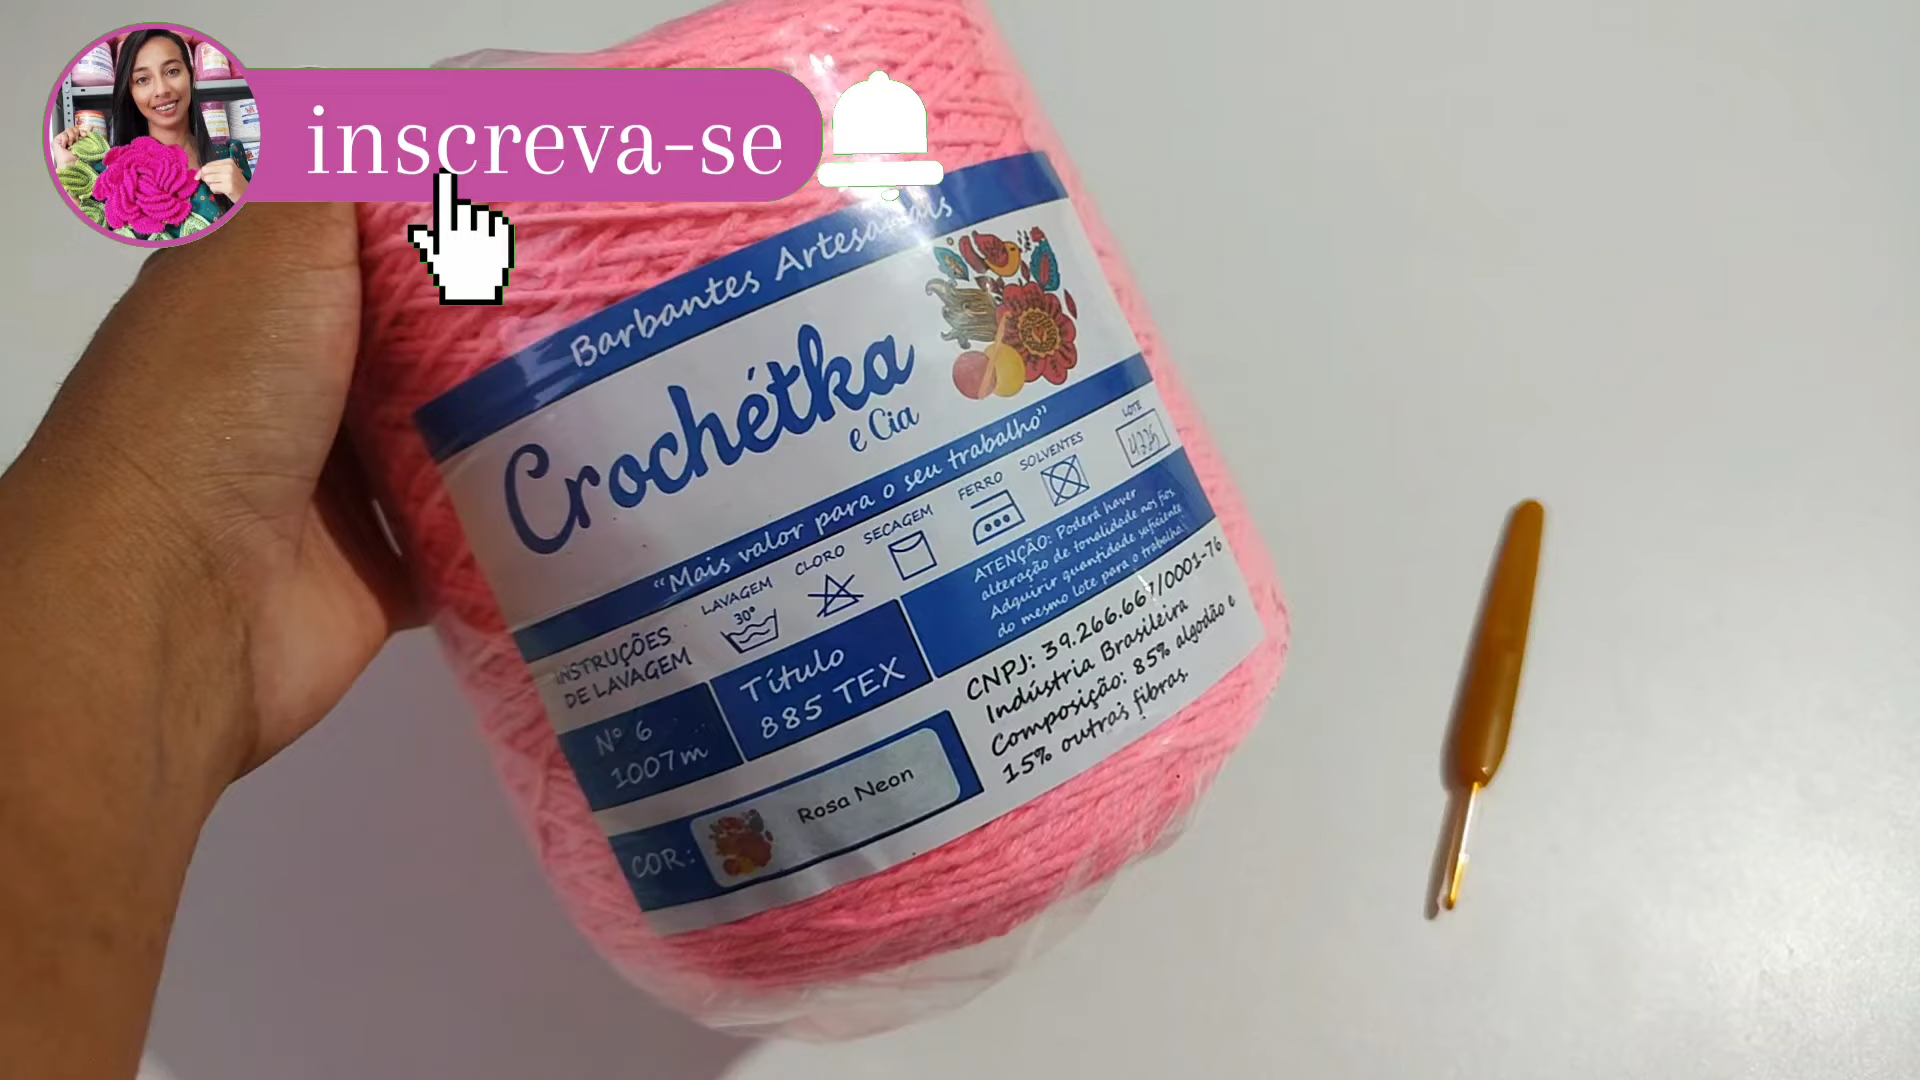 inscreva-se
Barbantes Artesanais
Crochétka
e Cia
“Mais valor para o seu trabalho”
INSTRUÇÕES
DE LAVAGEM
LAVAGEM
30°
CLORO
SECAGEM
FERRO
SOLVENTES
LOTE
ATENÇÃO: Poderá haver
alteração de tonalidade nos fios.
Adquirir quantidade suficiente
do mesmo lote para o trabalho.
Nº 6
1007m
Título
885 TEX
CNPJ: 39.266.667/0001-76
Indústria Brasileira
Composição: 85% algodão e
15% outras fibras.
COR:
Rosa Neon